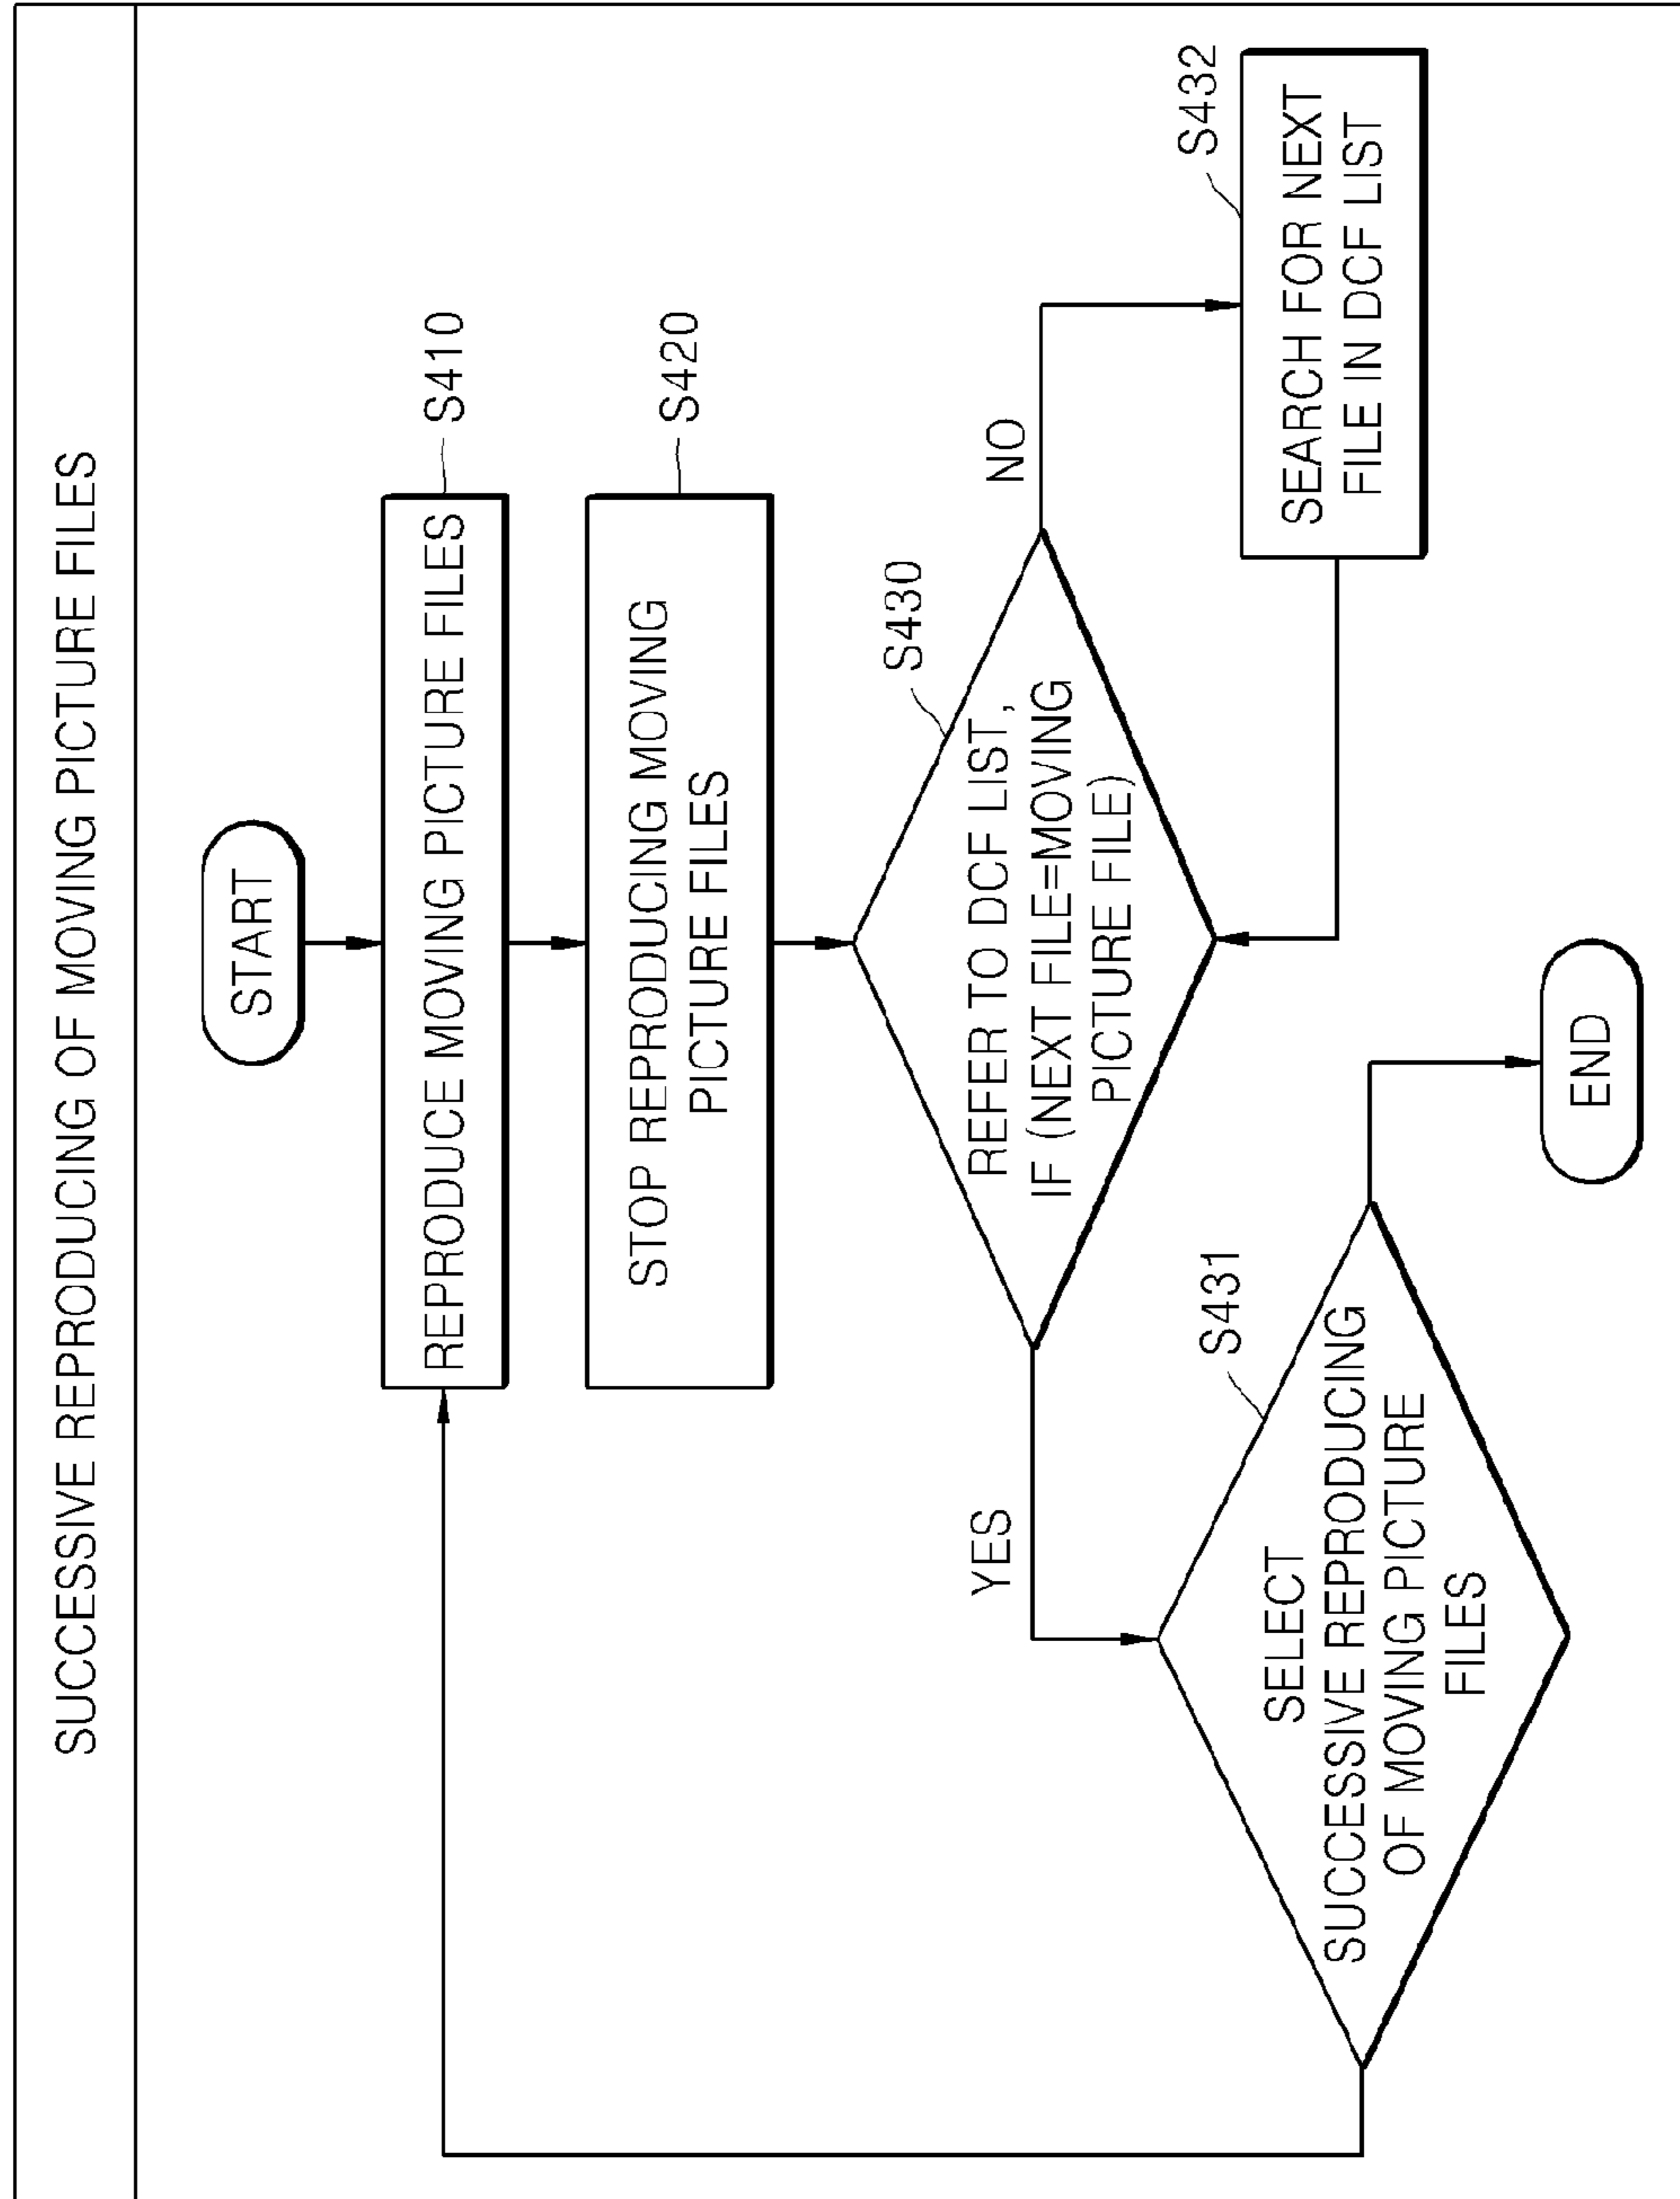 SUCCESSIVE REPRODUCING OF MOVING PICTURE FILES
START
REPRODUCE MOVING PICTURE FILES
S410
STOP REPRODUCING MOVING
PICTURE FILES
S420
S430
REFER TO DCF LIST,
IF (NEXT FILE=MOVING
PICTURE FILE)
YES
NO
S432
SEARCH FOR NEXT
FILE IN DCF LIST
S431
SELECT
SUCCESSIVE REPRODUCING
OF MOVING PICTURE
FILES
END